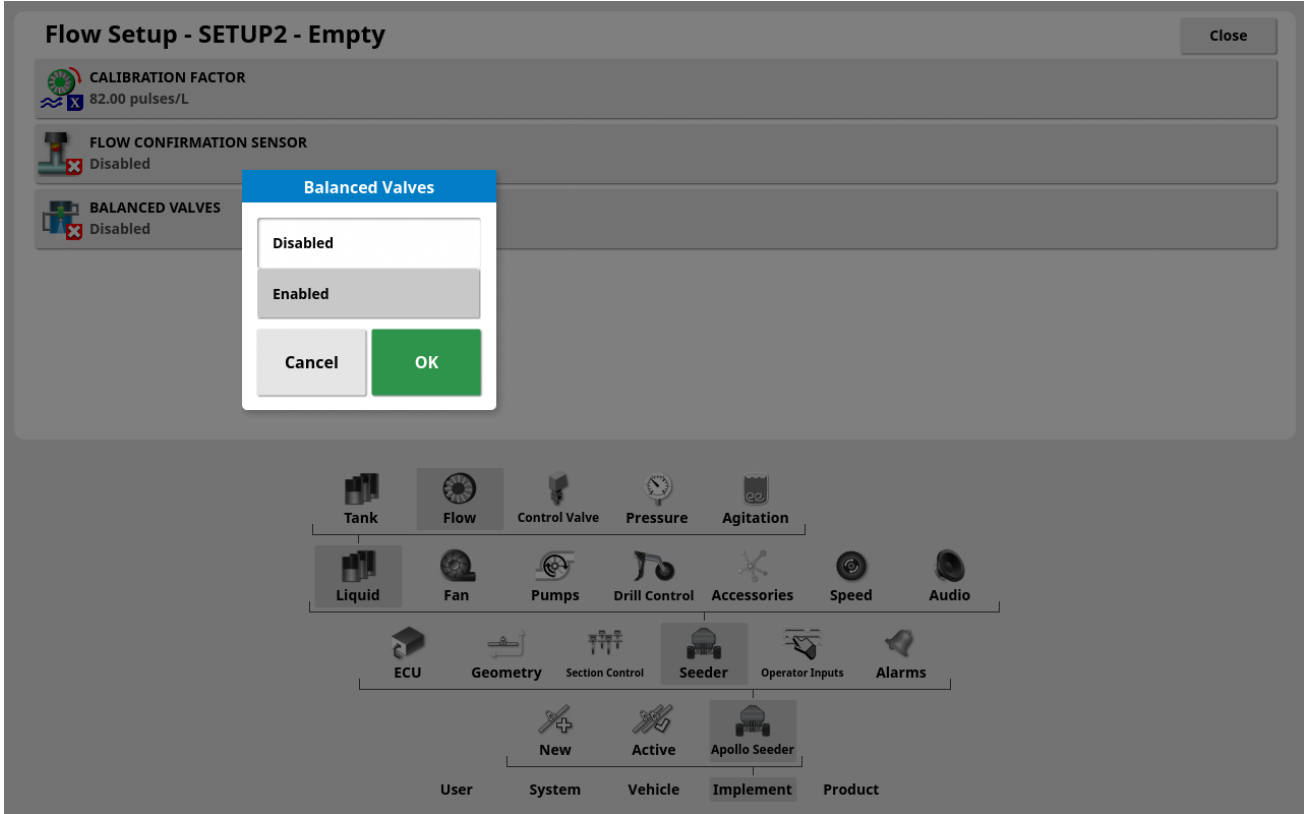 Flow Setup - SETUP2 - Empty
Close
CALIBRATION FACTOR
82.00 pulses/L
X
FLOW CONFIRMATION SENSOR
Disabled
BALANCED VALVES
Disabled
Balanced Valves
Disabled
Enabled
Cancel OK
Tank Flow Control Valve Pressure Agitation
Liquid Fan Pumps Drill Control Accessories Speed Audio
ECU Geometry Section Control Seeder Operator Inputs Alarms
New Active Apollo Seeder
User System Vehicle Implement Product